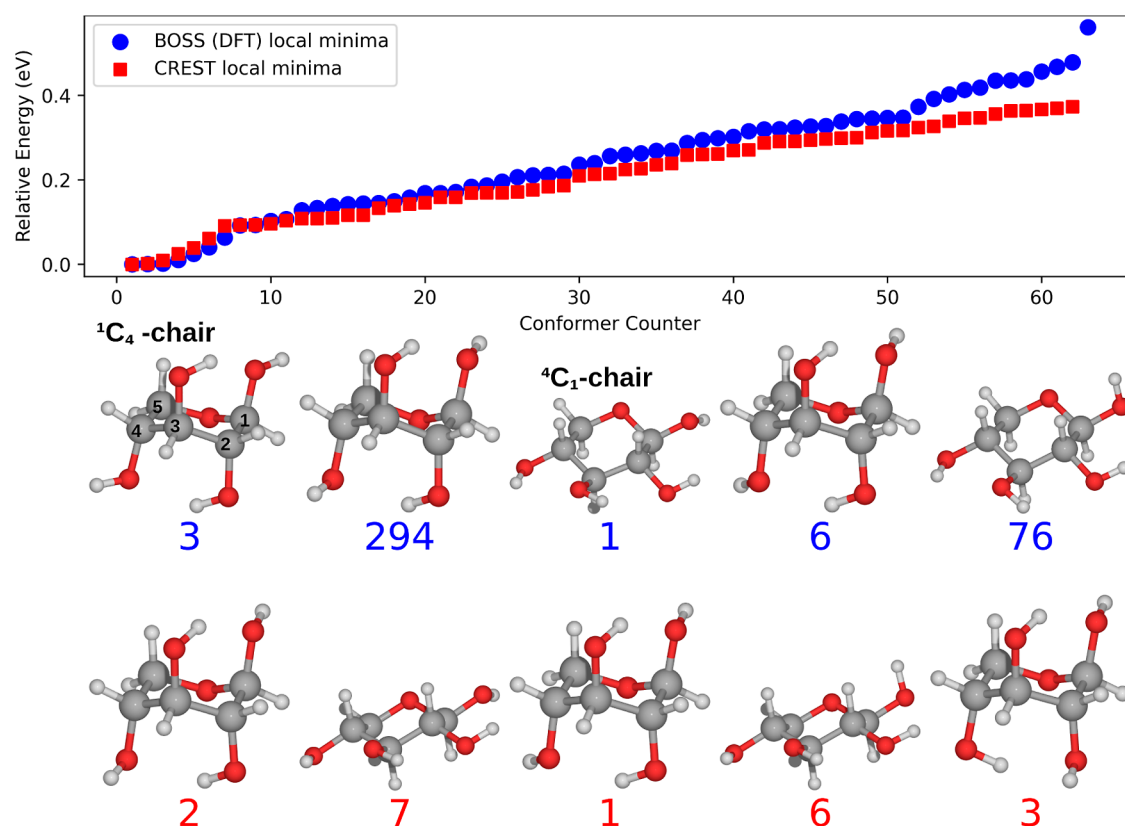 Relative Energy (eV)
BOSS (DFT) local minima
CREST local minima
0.4
0.2
0.0
0 10 20 30 40 50 60
Conformer Counter
¹C₄ -chair
⁴C₁-chair
5
4 3 1
2
3 294 1 6 76
2 7 1 6 3